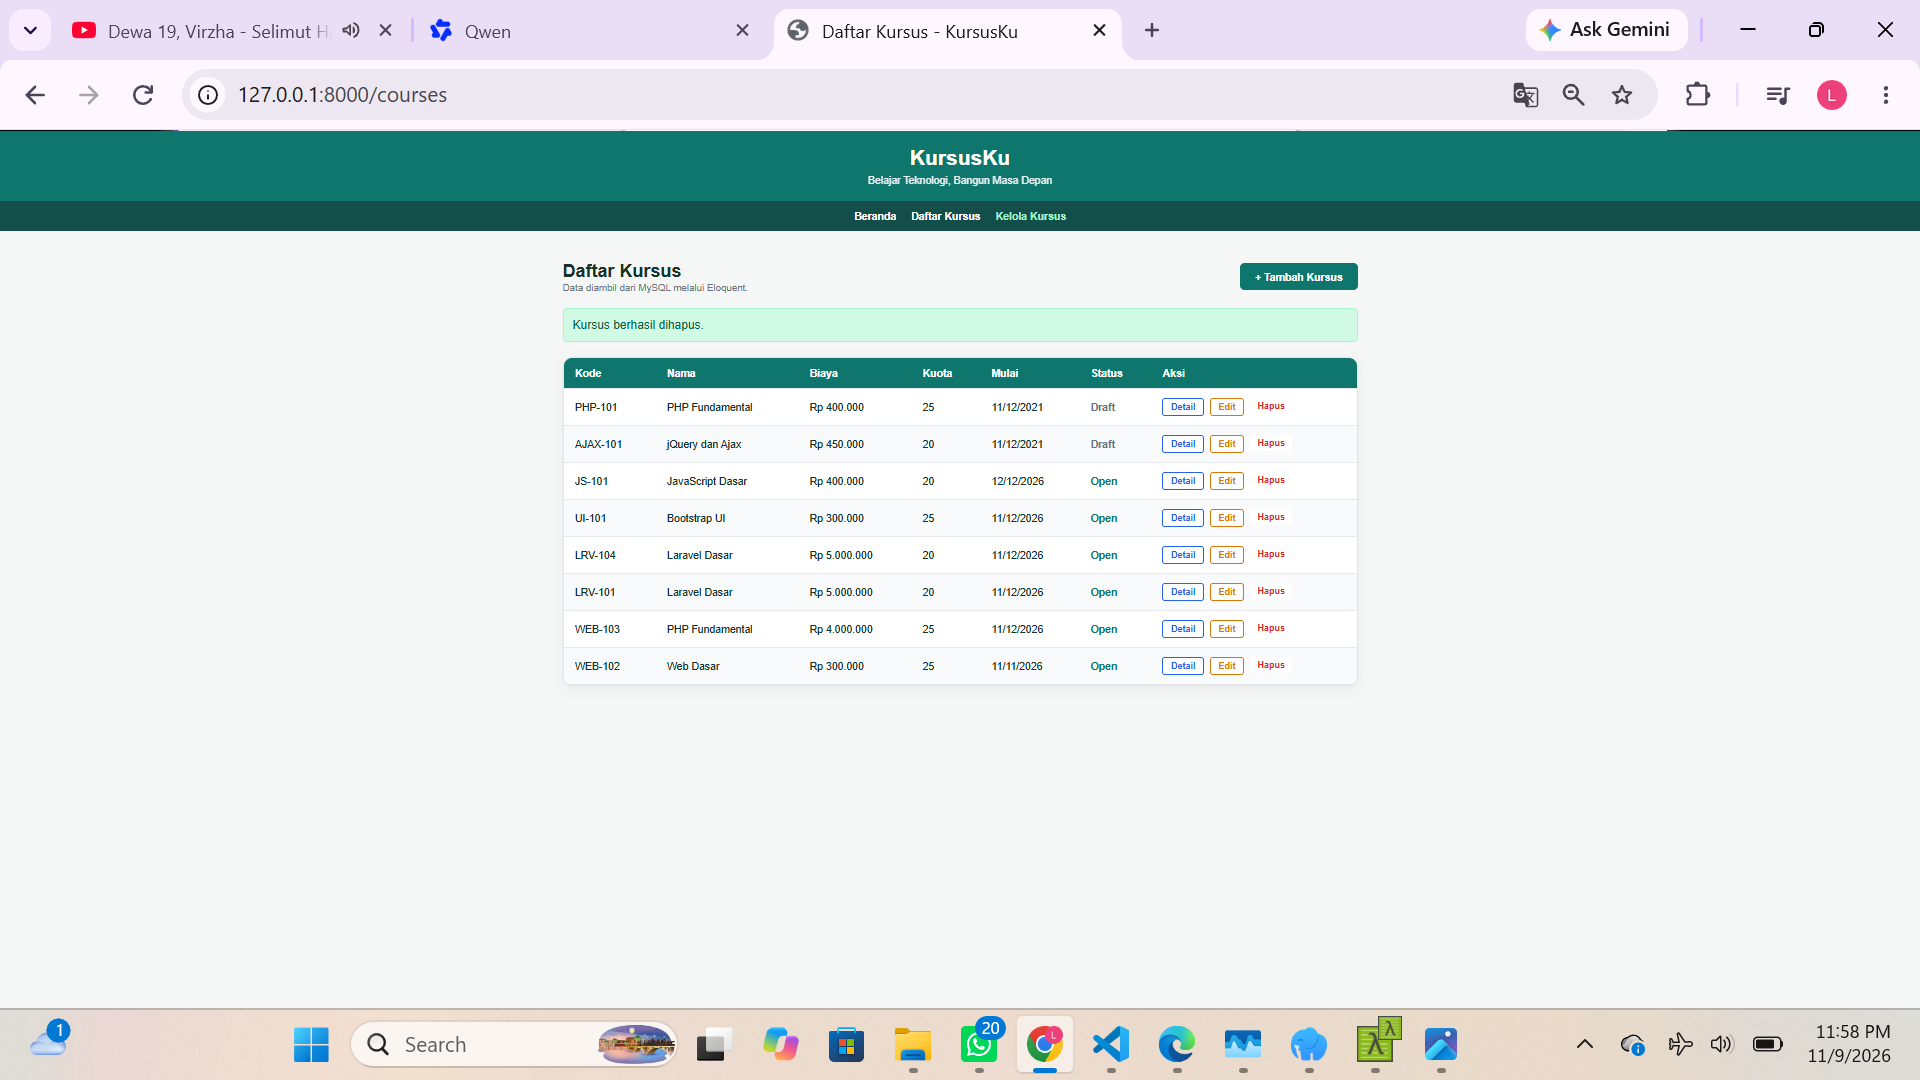 Dewa 19, Virzha - Selimut H
Qwen
Daftar Kursus - KursusKu
Ask Gemini
127.0.0.1:8000/courses
L
KursusKu
Belajar Teknologi, Bangun Masa Depan
Beranda Daftar Kursus Kelola Kursus
Daftar Kursus
Data diambil dari MySQL melalui Eloquent.
+ Tambah Kursus
Kursus berhasil dihapus.
Kode Nama Biaya Kuota Mulai Status Aksi
PHP-101 PHP Fundamental Rp 400.000 25 11/12/2021 Draft Detail Edit Hapus
AJAX-101 jQuery dan Ajax Rp 450.000 20 11/12/2021 Draft Detail Edit Hapus
JS-101 JavaScript Dasar Rp 400.000 20 12/12/2026 Open Detail Edit Hapus
UI-101 Bootstrap UI Rp 300.000 25 11/12/2026 Open Detail Edit Hapus
LRV-104 Laravel Dasar Rp 5.000.000 20 11/12/2026 Open Detail Edit Hapus
LRV-101 Laravel Dasar Rp 5.000.000 20 11/12/2026 Open Detail Edit Hapus
WEB-103 PHP Fundamental Rp 4.000.000 25 11/12/2026 Open Detail Edit Hapus
WEB-102 Web Dasar Rp 300.000 25 11/11/2026 Open Detail Edit Hapus
1
Search
20
L
11:58 PM
11/9/2026